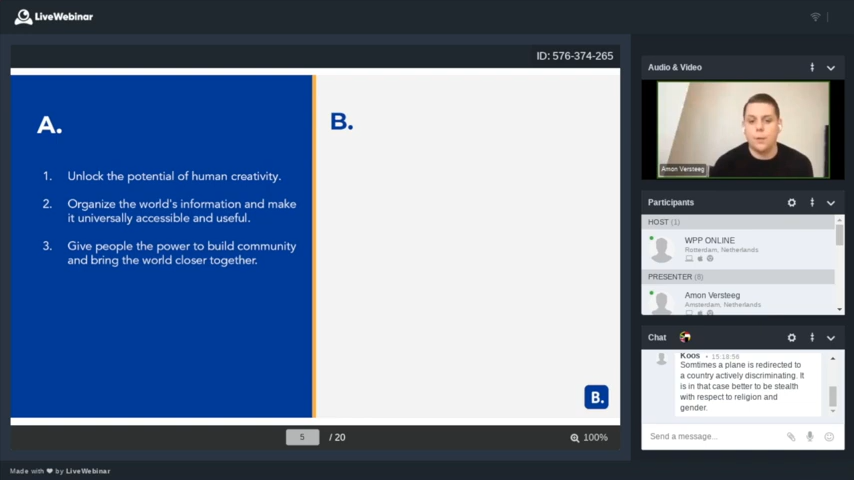 LiveWebinar
ID: 576-374-265
A.
1. Unlock the potential of human creativity.
2. Organize the world's information and make
it universally accessible and useful.
3. Give people the power to build community
and bring the world closer together.
B.
B.
5 / 20
100%
Audio & Video
Amon Versteeg
Participants
HOST (1)
WPP ONLINE
Rotterdam, Netherlands
PRESENTER (8)
Amon Versteeg
Amsterdam, Netherlands
Chat
Koos • 15:18:58
Somtimes a plane is redirected to
a country actively discriminating. It
is in that case better to be stealth
with respect to religion and
gender.
Send a message...
Made with ❤ by LiveWebinar